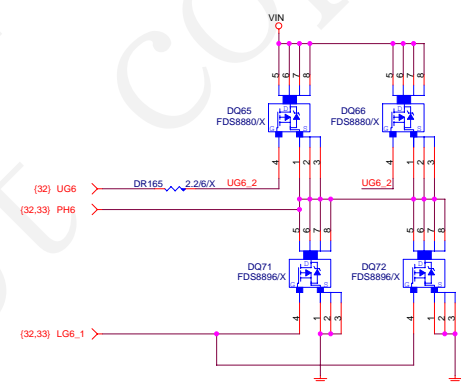 VIN
5 6 7 8 5 6 7 8
DQ65 DQ66
FDS8880/X FDS8880/X
G D S G D S
4 1 2 3 4 1 2 3
{32} UG6 DR165 2.2/6/X UG6_2 UG6_2
{32,33} PH6
5 6 7 8 5 6 7 8
DQ71 DQ72
FDS8896/X FDS8896/X
G D S G D S
4 1 2 3 4 1 2 3
{32,33} LG6_1